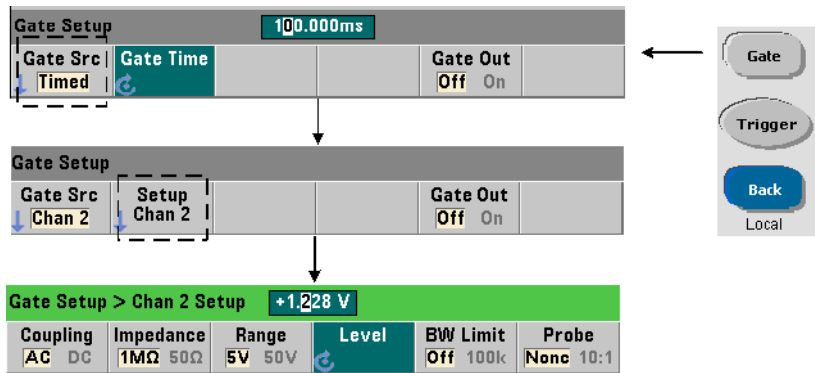 Gate Setup 100.000ms
Gate Src Gate Time Gate Out
Timed Off On
Gate
Trigger
Back
Local
Gate Setup
Gate Src Setup Gate Out
Chan 2 Chan 2 Off On
Gate Setup > Chan 2 Setup +1.228 V
Coupling Impedance Range Level BW Limit Probe
AC DC 1MΩ 50Ω 5V 50V Off 100k None 10:1